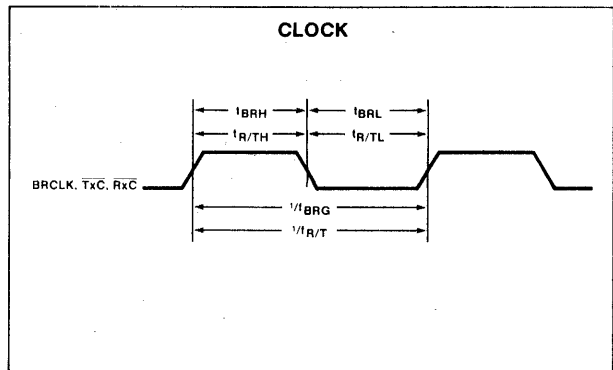 CLOCK
tBRH tBRL
tR/TH tR/TL
BRCLK, TxC, RxC
1/fBRG
1/fR/T